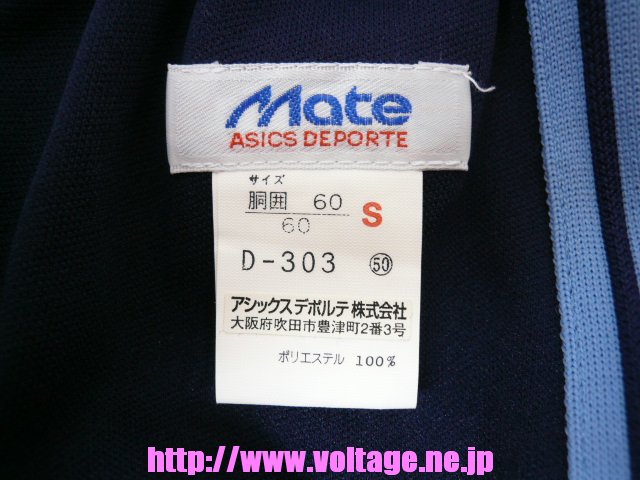 Mate
ASICS DEPORTE
サイズ
胴囲 60 S
60
D-303 ㊿
アシックスデポルテ株式会社
大阪府吹田市豊津町2番3号
ポリエステル 100%
http://www.voltage.ne.jp